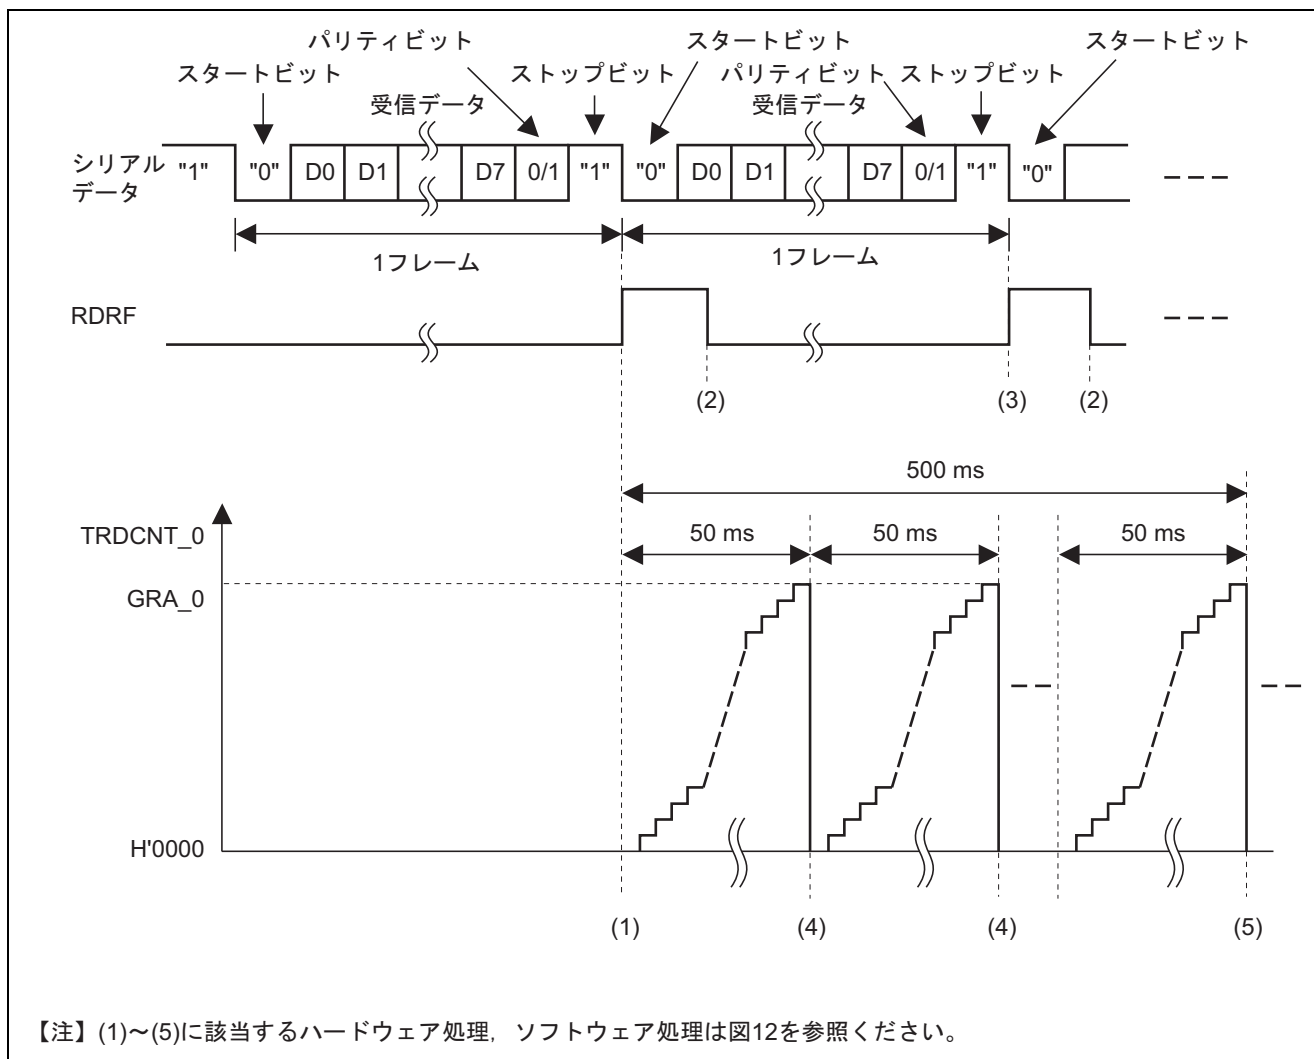 パリティビット スタートビット スタートビット
スタートビット ストップビット パリティビット ストップビット
受信データ 受信データ
シリアル
データ
"1" "0" D0 D1 D7 0/1 "1" "0" D0 D1 D7 0/1 "1" "0"
1フレーム 1フレーム
RDRF
(2) (3) (2)
500 ms
TRDCNT_0
50 ms 50 ms 50 ms
GRA_0
H'0000
(1) (4) (4) (5)
【注】(1)～(5)に該当するハードウェア処理，ソフトウェア処理は図12を参照ください。